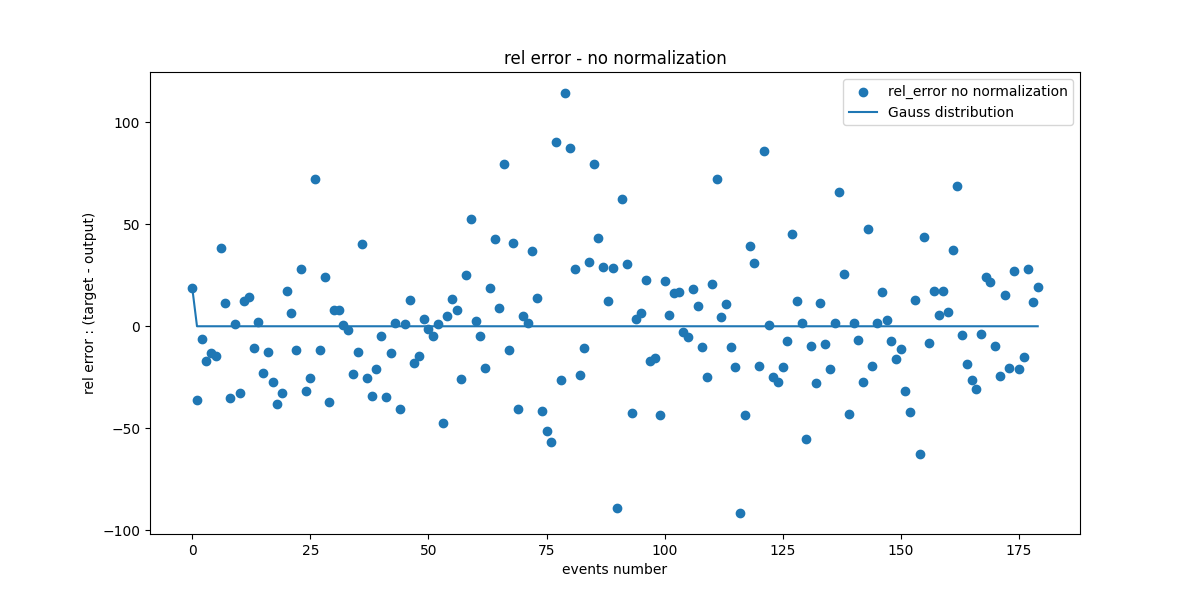 rel error - no normalization
rel_error no normalization
Gauss distribution
rel error : (target - output)
100
50
0
−50
−100
0 25 50 75 100 125 150 175
events number